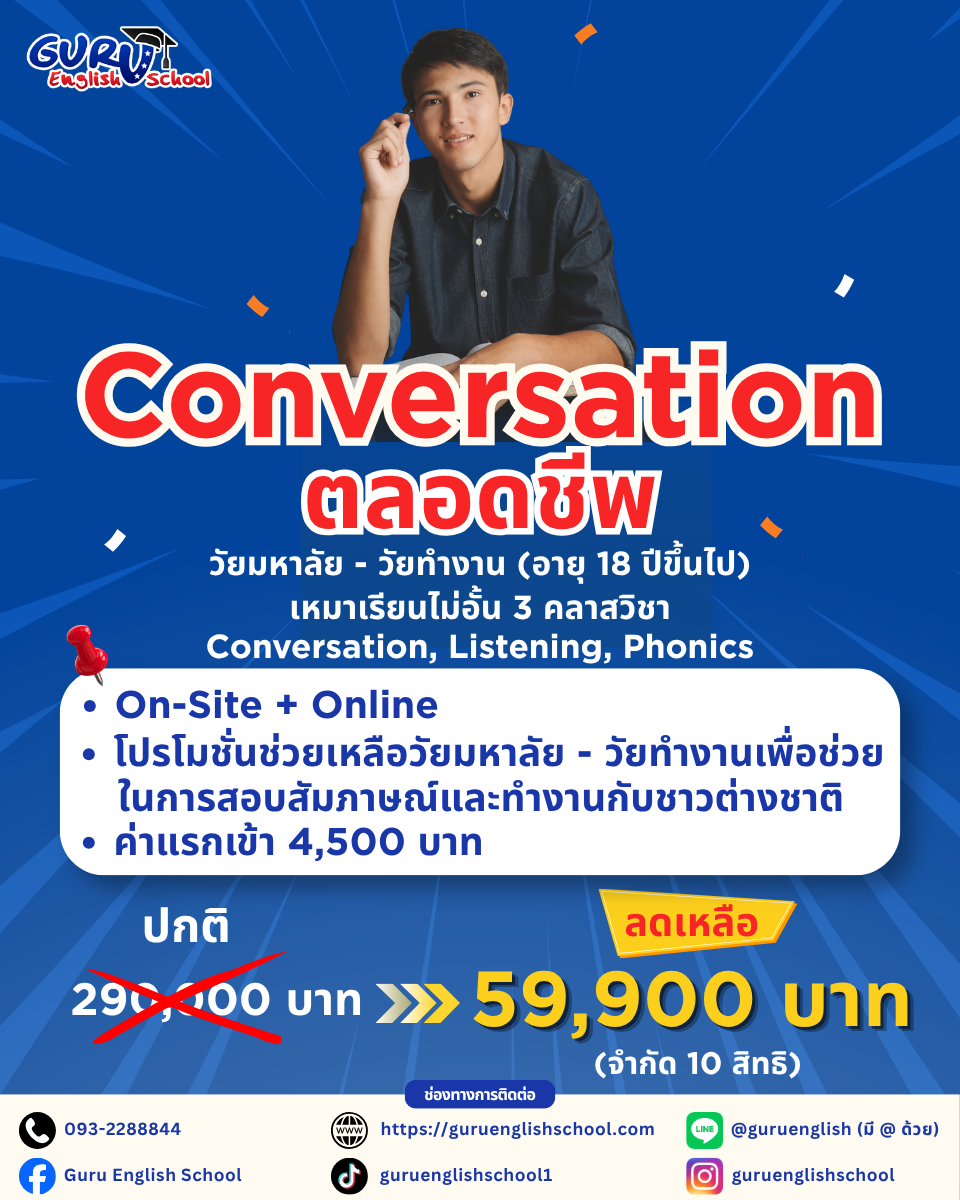 GURU
English School
Conversation
ตลอดชีพ
วัยมหาลัย - วัยทำงาน (อายุ 18 ปีขึ้นไป)
เหมาเรียนไม่อั้น 3 คลาสวิชา
Conversation, Listening, Phonics
• On-Site + Online
• โปรโมชั่นช่วยเหลือวัยมหาลัย - วัยทำงานเพื่อช่วย
ในการสอบสัมภาษณ์และทำงานกับชาวต่างชาติ
• ค่าแรกเข้า 4,500 บาท
ปกติ
290,000 บาท
ลดเหลือ
59,900 บาท
(จำกัด 10 สิทธิ)
ช่องทางการติดต่อ
093-2288844
WWW
https://guruenglishschool.com
LINE
@guruenglish (มี @ ด้วย)
Guru English School
guruenglishschool1
guruenglishschool